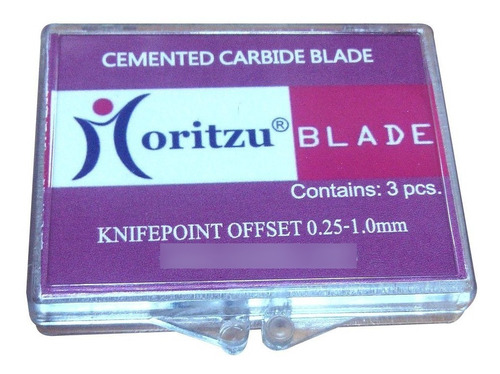 CEMENTED CARBIDE BLADE
Moritzu® BLADE
Contains: 3 pcs.
KNIFEPOINT OFFSET 0.25-1.0mm